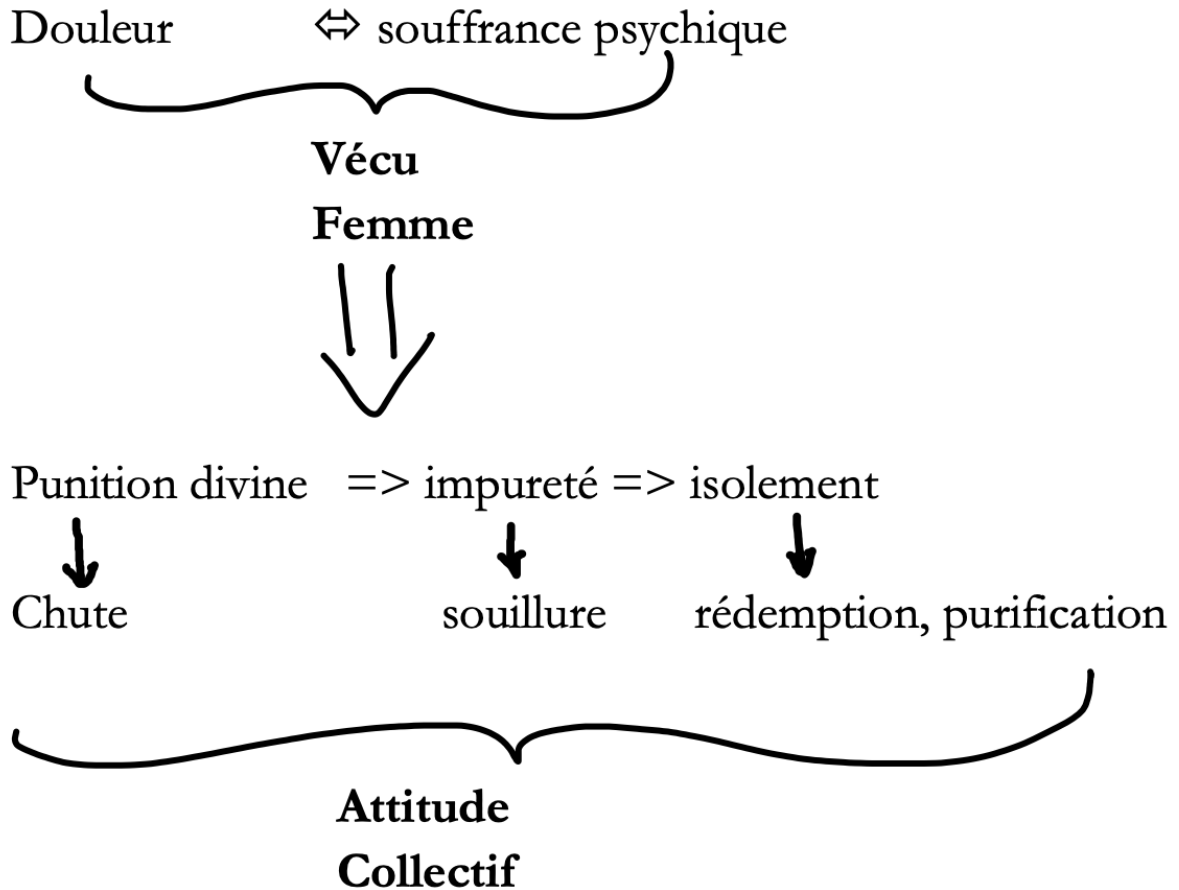 Douleur ⇔ souffrance psychique
Vécu
Femme
Punition divine => impureté => isolement
Chute souillure rédemption, purification
Attitude
Collectif